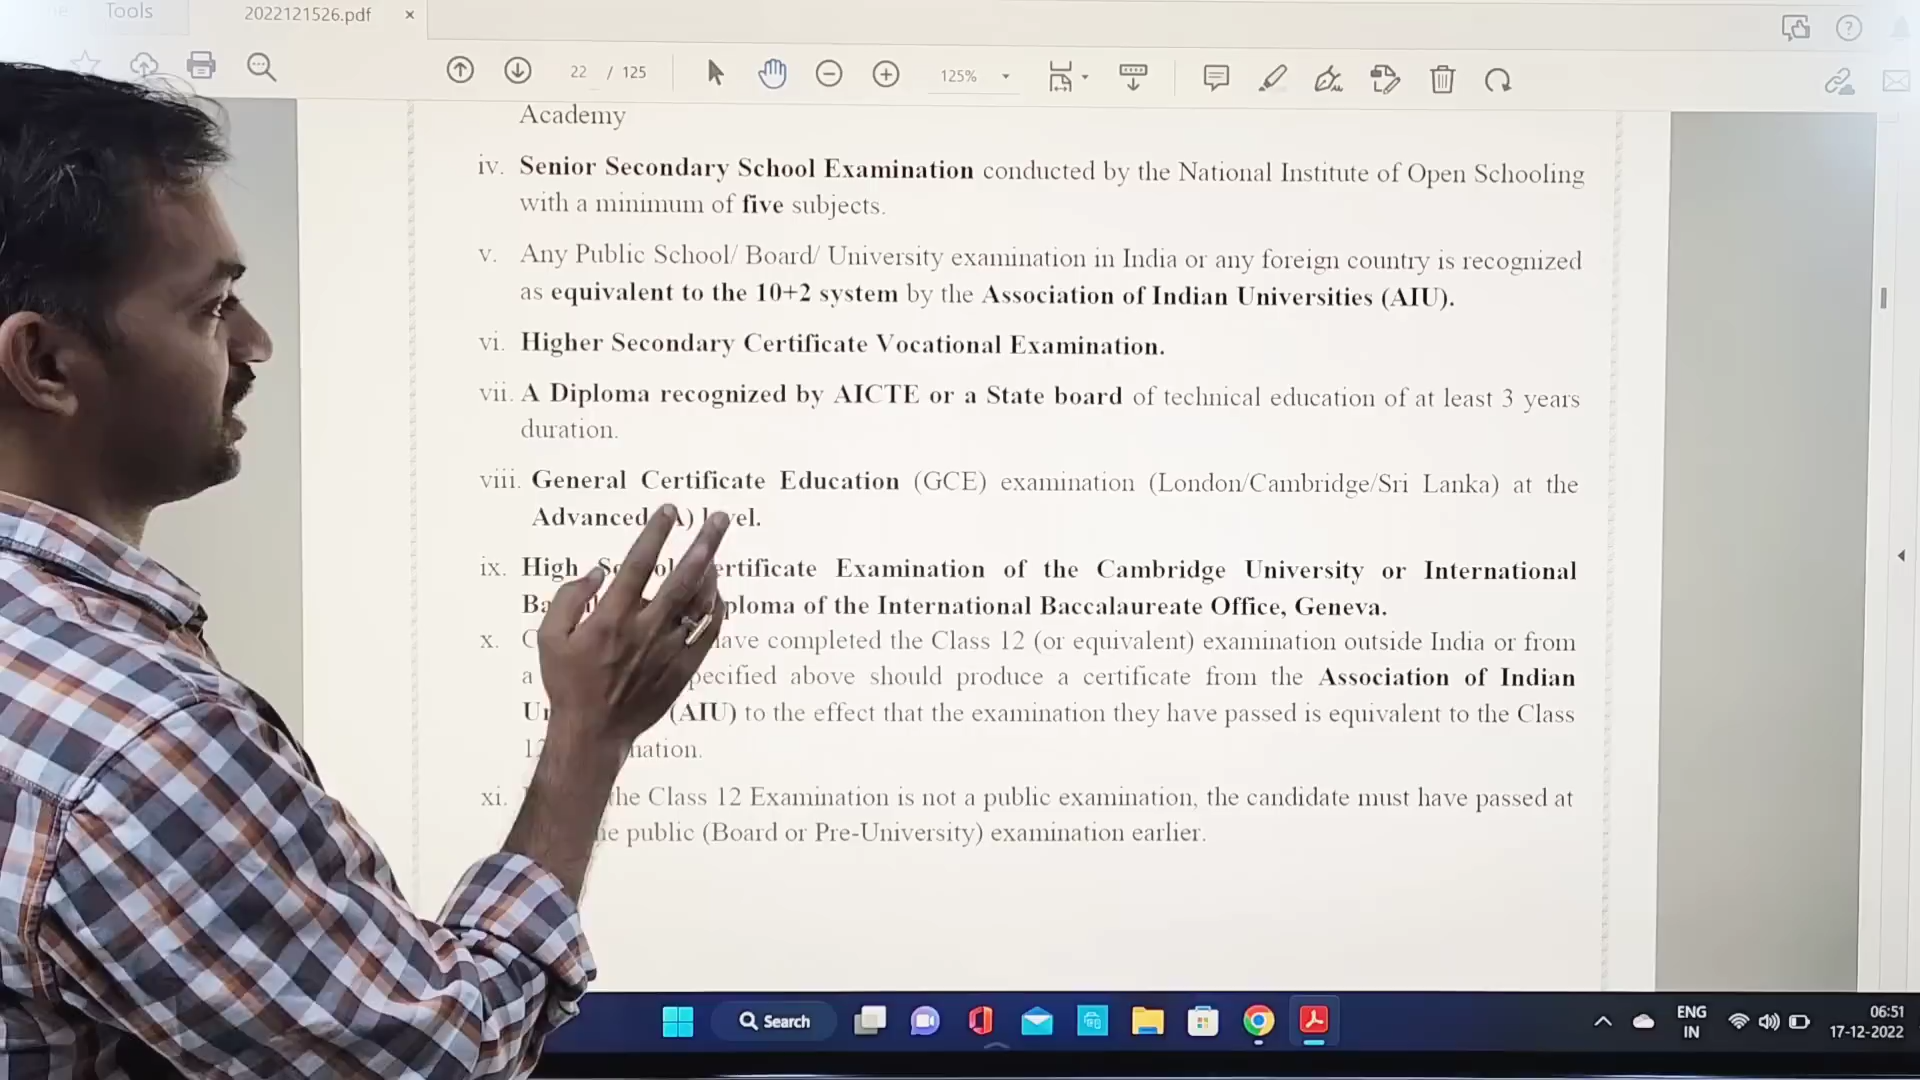 Tools
2022121526.pdf ×
22 / 125
125%
Academy
iv. Senior Secondary School Examination conducted by the National Institute of Open Schooling
with a minimum of five subjects.
v. Any Public School/ Board/ University examination in India or any foreign country is recognized
as equivalent to the 10+2 system by the Association of Indian Universities (AIU).
vi. Higher Secondary Certificate Vocational Examination.
vii. A Diploma recognized by AICTE or a State board of technical education of at least 3 years
duration.
viii. General Certificate Education (GCE) examination (London/Cambridge/Sri Lanka) at the
Advanced (A) level.
ix. High School Certificate Examination of the Cambridge University or International
Diploma of the International Baccalaureate Office, Geneva.
x. have completed the Class 12 (or equivalent) examination outside India or from
a specified above should produce a certificate from the Association of Indian
(AIU) to the effect that the examination they have passed is equivalent to the Class
12
xi. the Class 12 Examination is not a public examination, the candidate must have passed at
public (Board or Pre-University) examination earlier.
Search
ENG
IN
06:51
17-12-2022